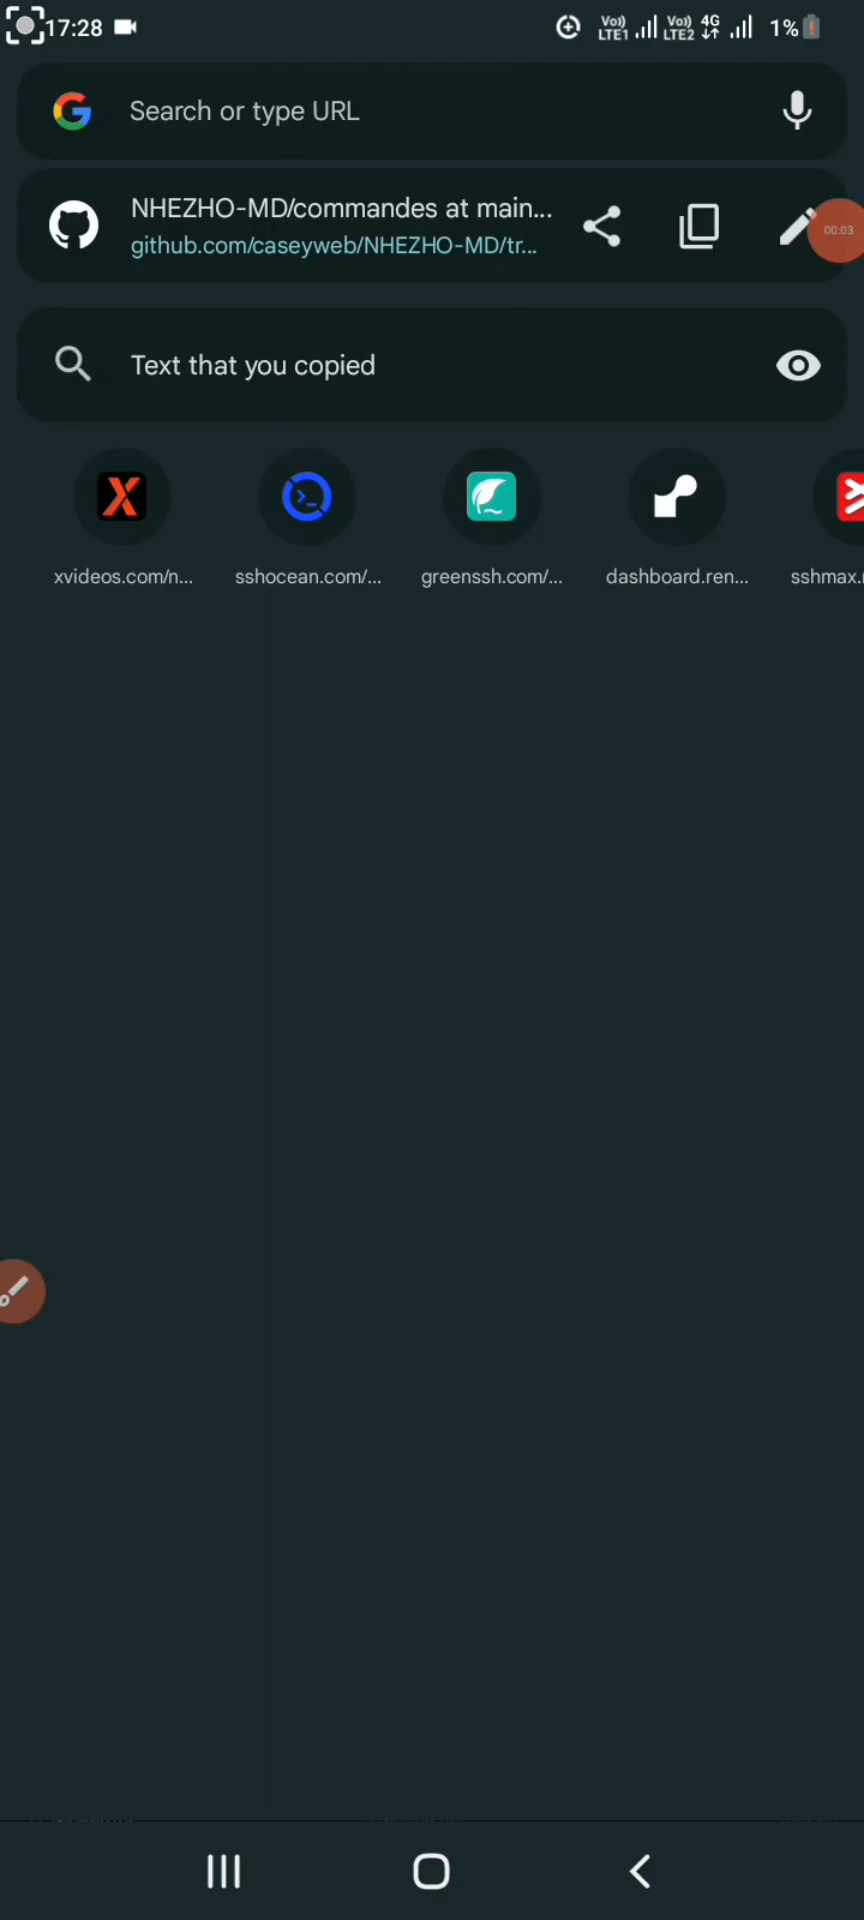 17:28 Vo) LTE1 Vo) LTE2 4G 1%
Search or type URL
NHEZHO-MD/commandes at main...
github.com/caseyweb/NHEZHO-MD/tr...
00:03
Text that you copied
xvideos.com/n... sshocean.com/... greenssh.com/... dashboard.ren... sshmax.